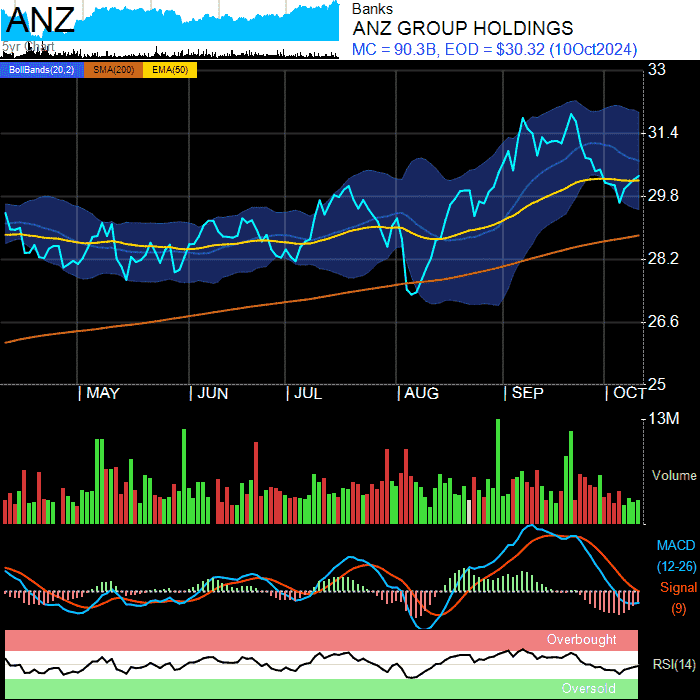 ANZ
5yr Chart
Banks
ANZ GROUP HOLDINGS
MC = 90.3B, EOD = $30.32 (10Oct2024)
BollBands(20,2) SMA(200) EMA(50)
33
31.4
29.8
28.2
26.6
25
| MAY | JUN | JUL | AUG | SEP | OCT
13M
Volume
MACD
(12-26)
Signal
(9)
Overbought
RSI(14)
Oversold